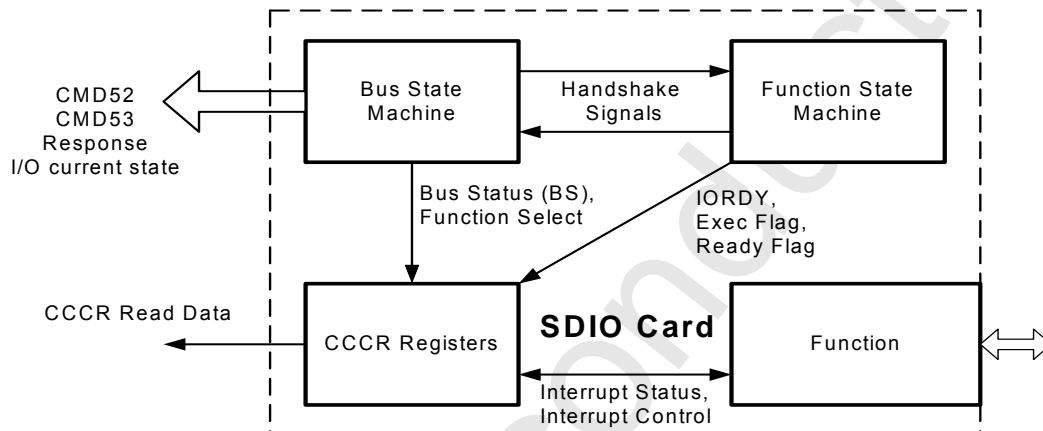 Bus State
Machine
Handshake
Signals
Function State
Machine
CMD52
CMD53
Response
I/O current state
Bus Status (BS),
Function Select
IORDY,
Exec Flag,
Ready Flag
CCCR Read Data
CCCR Registers
SDIO Card
Function
Interrupt Status,
Interrupt Control